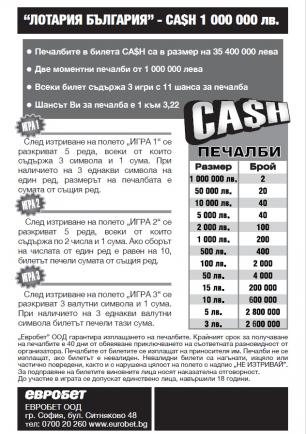 "ЛОТАРИЯ БЪЛГАРИЯ" - CA$H 1 000 000 лв.
• Печалбите в билета CA$H са в размер на 35 400 000 лева
• Две моментни печалби от 1 000 000 лева
• Всеки билет съдържа 3 игри с 11 шанса за печалба
• Шансът Ви за печалба е 1 към 3,22
ИГРА 1
След изтриване на полето „ИГРА 1" се
разкриват 5 реда, всеки от които
съдържа 3 символа и 1 сума. При
наличието на 3 еднакви символа на
един ред, размерът на печалбата е
сумата от същия ред.
ИГРА 2
След изтриване на полето „ИГРА 2" се
разкриват 5 реда, всеки от които
съдържа по 2 числа и 1 сума. Ако сборът
на числата от един ред е равен на 10,
билетът печели сумата от същия ред.
ИГРА 3
След изтриване на полето „ИГРА 3" се
разкриват 3 валутни символа и 1 сума.
При наличието на 3 еднакви валутни
символа билетът печели тази сума.
CA$H
ПЕЧАЛБИ
Размер Брой
1 000 000 лв. 2
50 000 лв. 20
10 000 лв. 40
5 000 лв. 40
2 000 лв. 100
1 000 лв. 200
500 лв. 400
100 лв. 2 000
50 лв. 4 000
15 лв. 200 000
10 лв. 600 000
5 лв. 2 800 000
3 лв. 2 600 000
„Евробет" ООД гарантира изплащането на печалбите. Крайният срок за получаване
на печалбите е 40 дни от обявяване приключването на съответната разновидност от
организатора. Печалбите от билетите се изплащат на приносителя им. Печалби не се
изплащат, ако билетът е невалиден. Невалидни билети са накъсани, изцяло или
частично повредени, както и с нарушена цялост на полето с надпис „НЕ ИЗТРИВАЙ".
За подправяне на билетите виновните лица носят наказателна отговорност.
До участие в играта се допускат единствено лица, навършили 18 години.
ЕВРОБЕТ
ЕВРОБЕТ ООД
гр. София, бул. Ситняково 48
тел: 0700 20 260 www.eurobet.bg